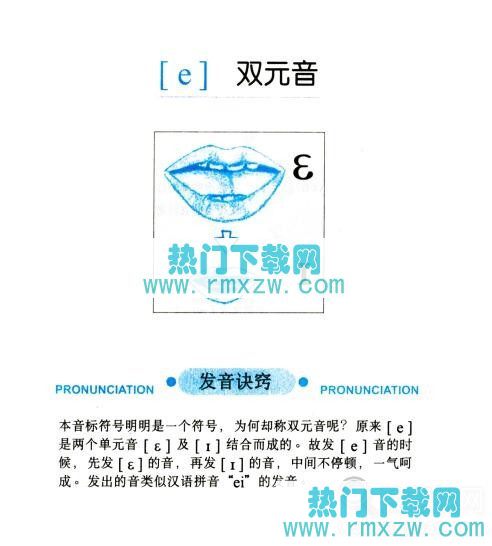 [ e ] 双元音
ε
热门下载网
www.rmxzw.com
发音诀窍
PRONUNCIATION
PRONUNCIATION
本音标符号明明是一个符号，为何却称双元音呢？原来 [ e ]
是两个单元音 [ ɛ ] 及 [ ɪ ] 结合而成的。故发 [ e ] 音的时
候，先发 [ ɛ ] 的音，再发 [ ɪ ] 的音，中间不停顿，一气呵
成。发出的音类似汉语拼音“ei”的发音
热门下载网
www.rmxzw.com